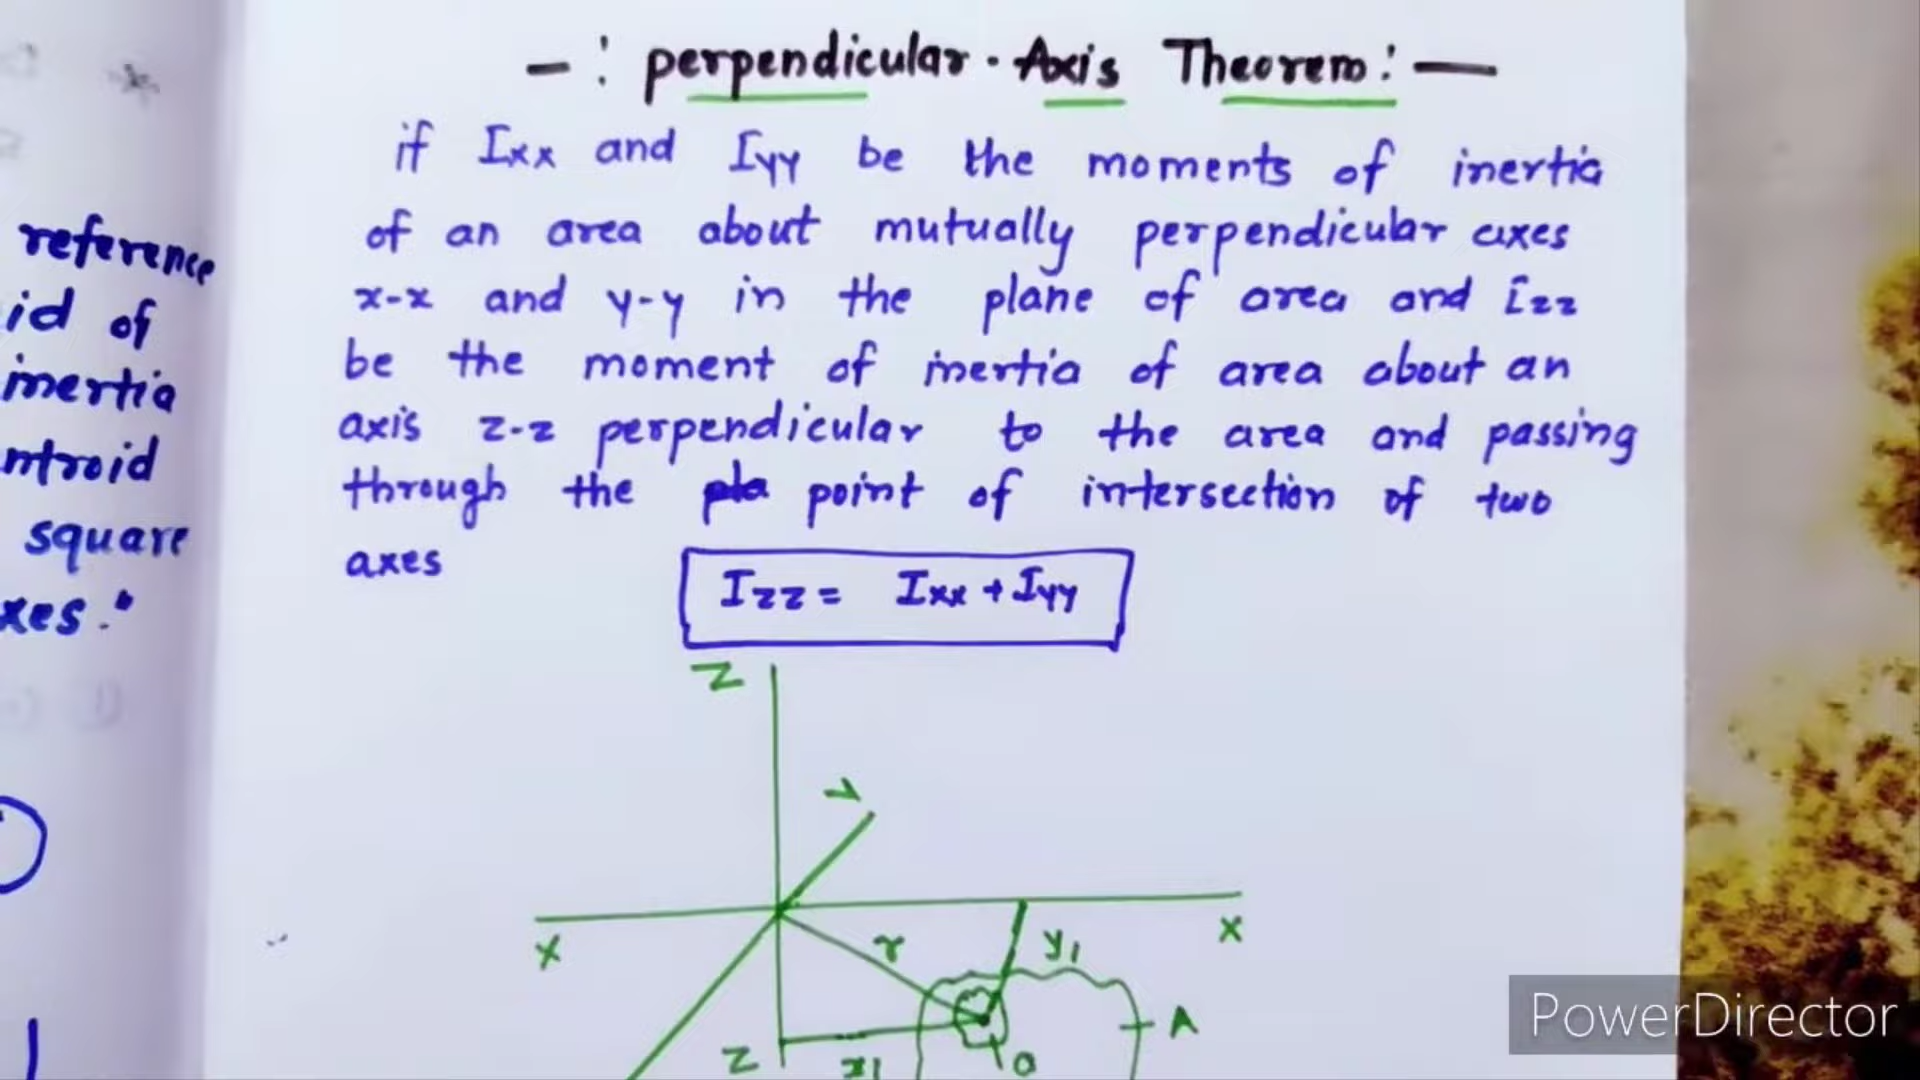 -: perpendicular-Axis Theorem:-
if Ixx and Iyy be the moments of inertia
of an area about mutually perpendicular axes
x-x and y-y in the plane of area and Izz
be the moment of inertia of area about an
axis z-z perpendicular to the area and passing
through the point of intersection of two
axes
Izz = Ixx + Iyy
Z
Y
X
X
r
y1
A
Z
x1
a
reference
id of
inertia
ntroid
square
xes."
PowerDirector